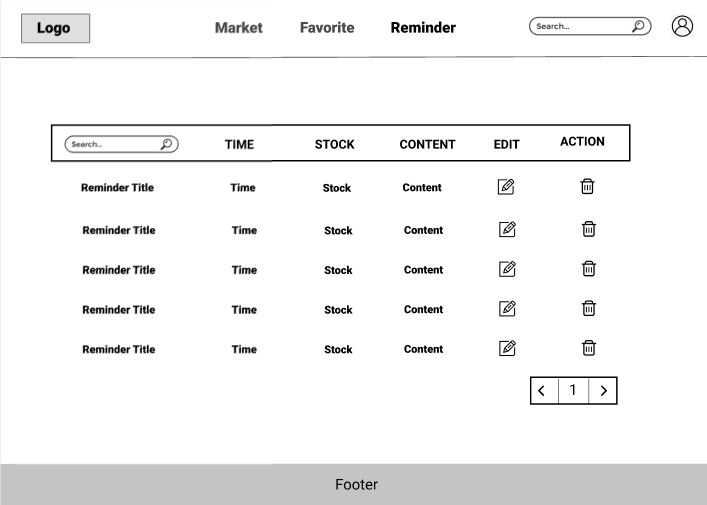 Logo Market Favorite Reminder Search...
Search... TIME STOCK CONTENT EDIT ACTION
Reminder Title Time Stock Content
Reminder Title Time Stock Content
Reminder Title Time Stock Content
Reminder Title Time Stock Content
Reminder Title Time Stock Content
< 1 >
Footer